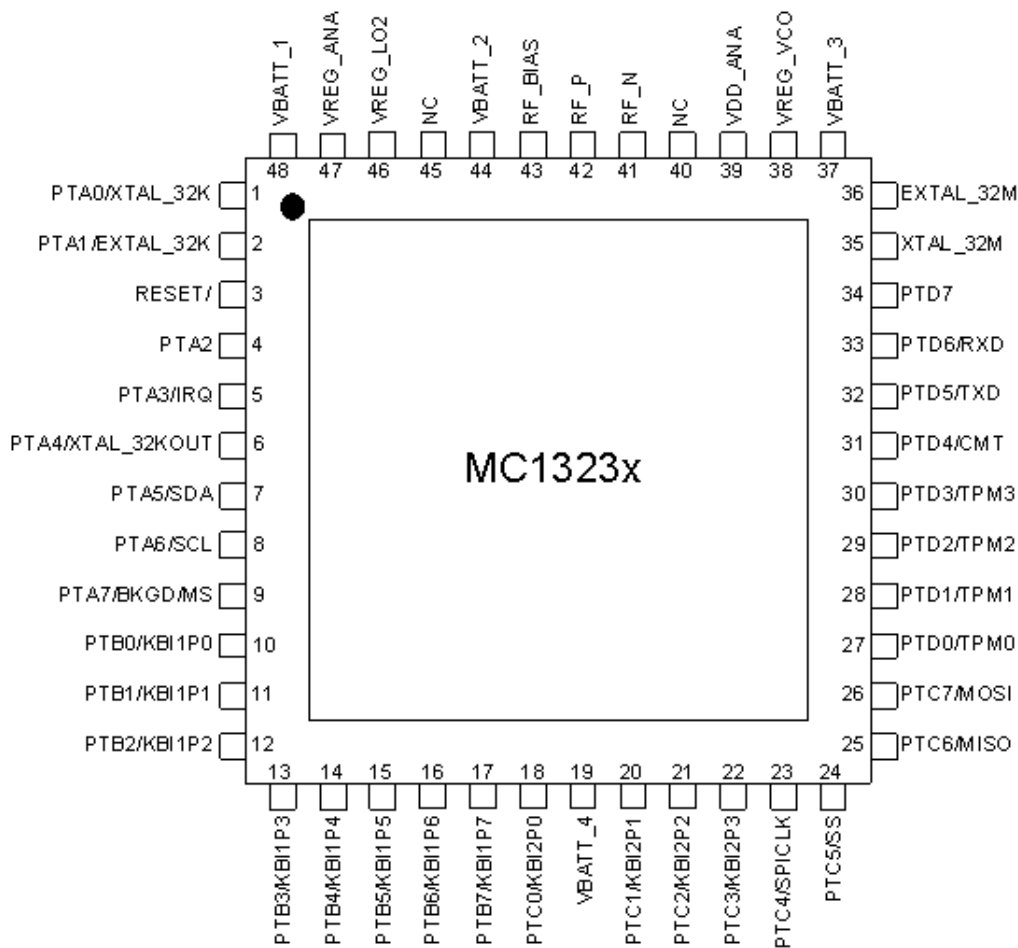 VBATT_1
VREG_ANA
VREG_LO2
NC
VBATT_2
RF_BIAS
RF_P
RF_N
NC
VDD_ANA
VREG_VCO
VBATT_3
48
47
46
45
44
43
42
41
40
39
38
37
PTA0/XTAL_32K 1
PTA1/EXTAL_32K 2
RESET/ 3
PTA2 4
PTA3/IRQ 5
PTA4/XTAL_32KOUT 6
PTA5/SDA 7
PTA6/SCL 8
PTA7/BKGD/MS 9
PTB0/KBI1P0 10
PTB1/KBI1P1 11
PTB2/KBI1P2 12
MC1323x
36 EXTAL_32M
35 XTAL_32M
34 PTD7
33 PTD6/RXD
32 PTD5/TXD
31 PTD4/CMT
30 PTD3/TPM3
29 PTD2/TPM2
28 PTD1/TPM1
27 PTD0/TPM0
26 PTC7/MOSI
25 PTC6/MISO
13
14
15
16
17
18
19
20
21
22
23
24
PTB3/KBI1P3
PTB4/KBI1P4
PTB5/KBI1P5
PTB6/KBI1P6
PTB7/KBI1P7
PTC0/KBI2P0
VBATT_4
PTC1/KBI2P1
PTC2/KBI2P2
PTC3/KBI2P3
PTC4/SPICLK
PTC5/SS